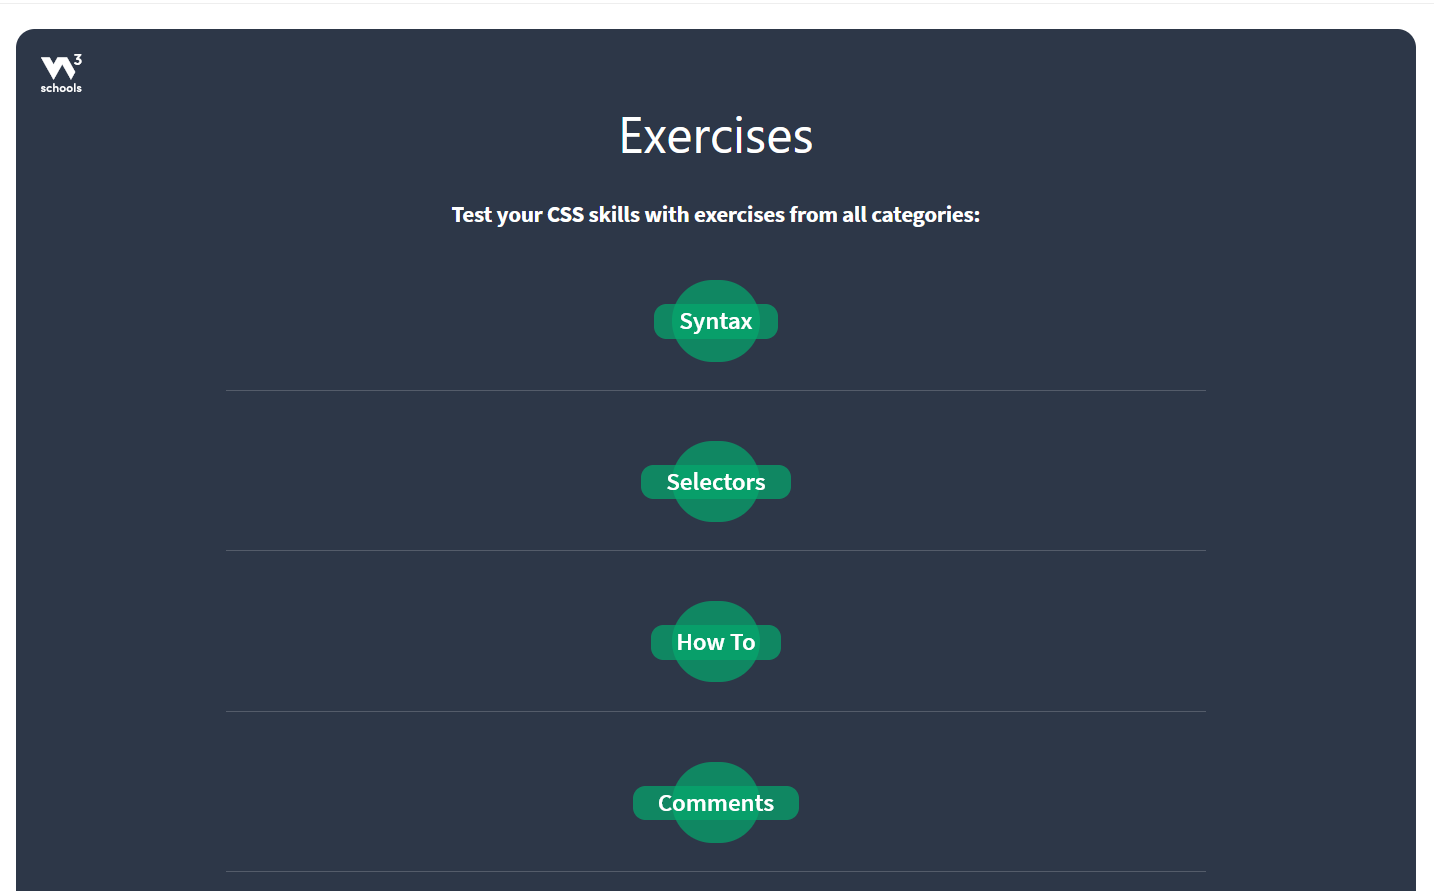 w3
schools
Exercises
Test your CSS skills with exercises from all categories:
Syntax
Selectors
How To
Comments